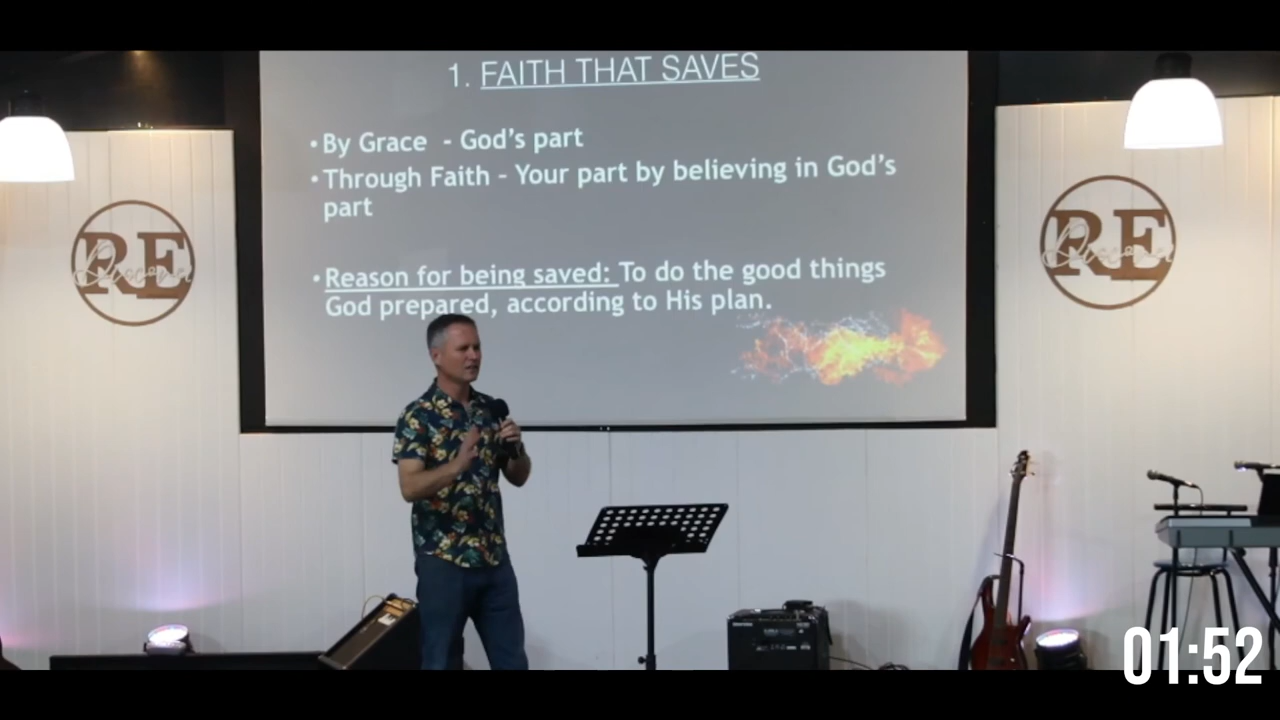 1. FAITH THAT SAVES
• By Grace - God's part
• Through Faith – Your part by believing in God's
part
• Reason for being saved: To do the good things
God prepared, according to His plan.
RE
RE
01:52